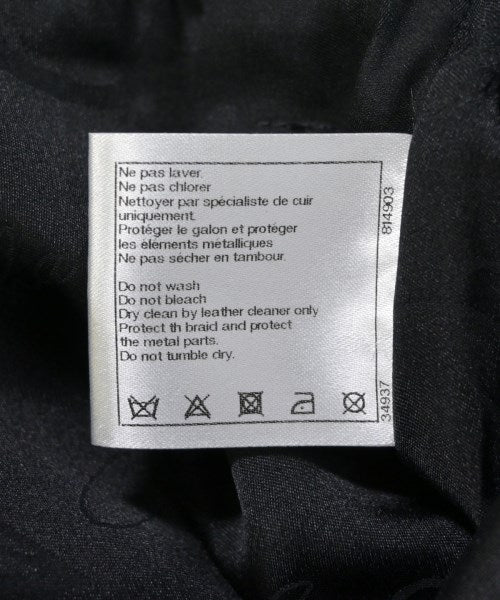 Ne pas laver.
Ne pas chlorer
Nettoyer par spécialiste de cuir
uniquement.
Protéger le galon et protéger
les éléments métalliques
Ne pas sécher en tambour.
Do not wash
Do not bleach
Dry clean by leather cleaner only
Protect th braid and protect
the metal parts.
Do not tumble dry.
814903
34937